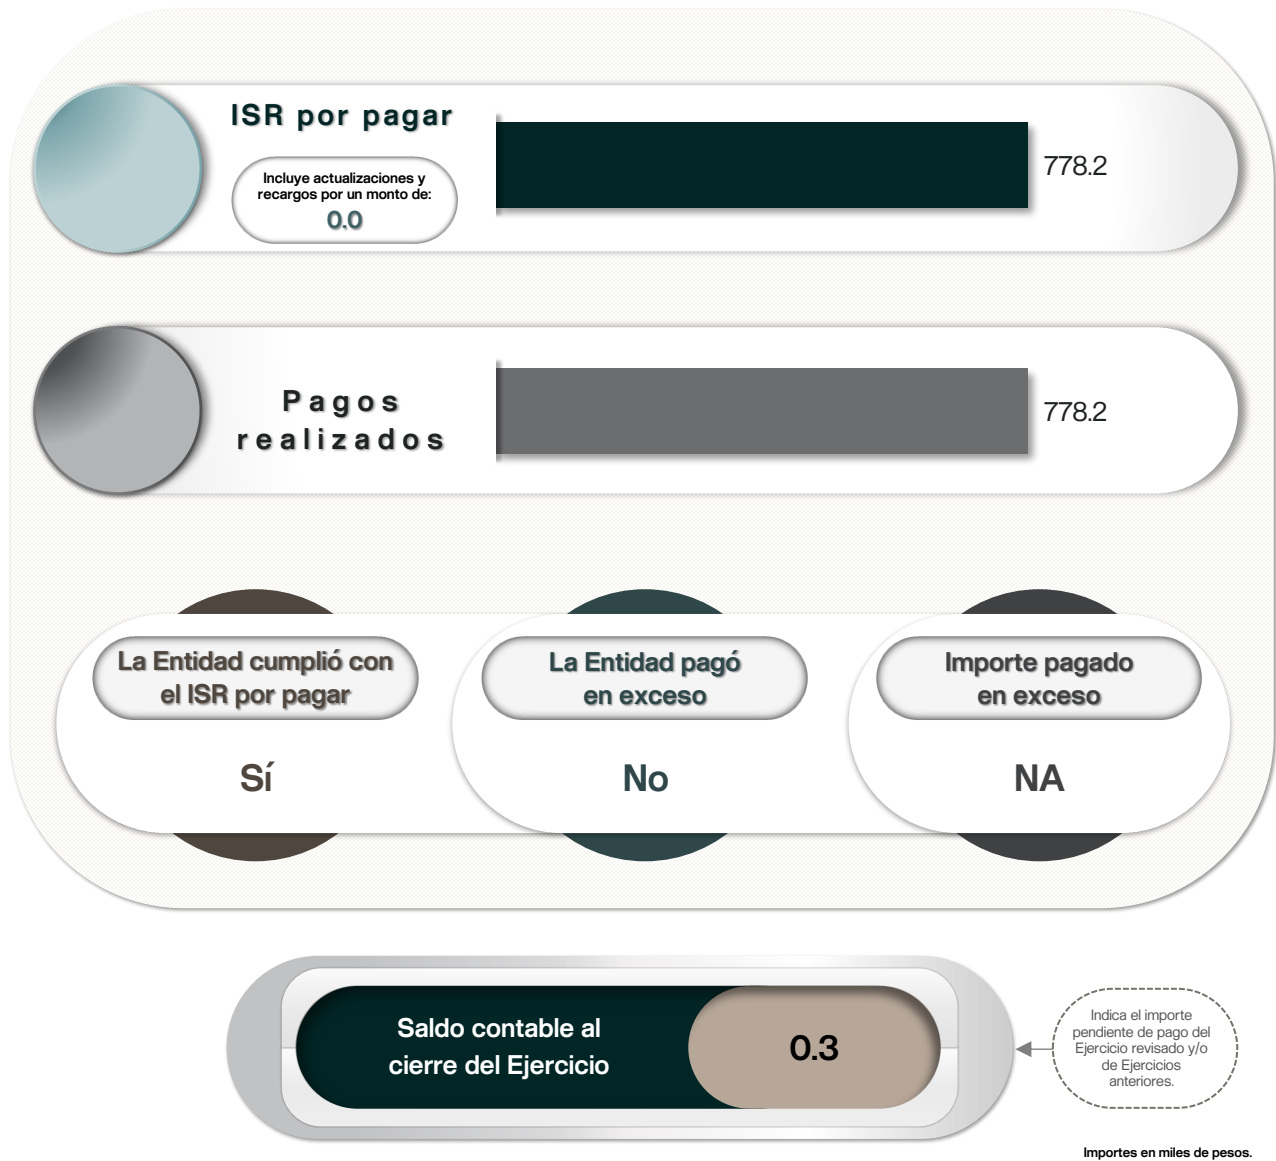 ISR por pagar
Incluye actualizaciones y
recargos por un monto de:
0.0
778.2
Pagos
realizados
778.2
La Entidad cumplió con
el ISR por pagar
Sí
La Entidad pagó
en exceso
No
Importe pagado
en exceso
NA
Saldo contable al
cierre del Ejercicio
0.3
Indica el importe
pendiente de pago del
Ejercicio revisado y/o
de Ejercicios
anteriores.
Importes en miles de pesos.